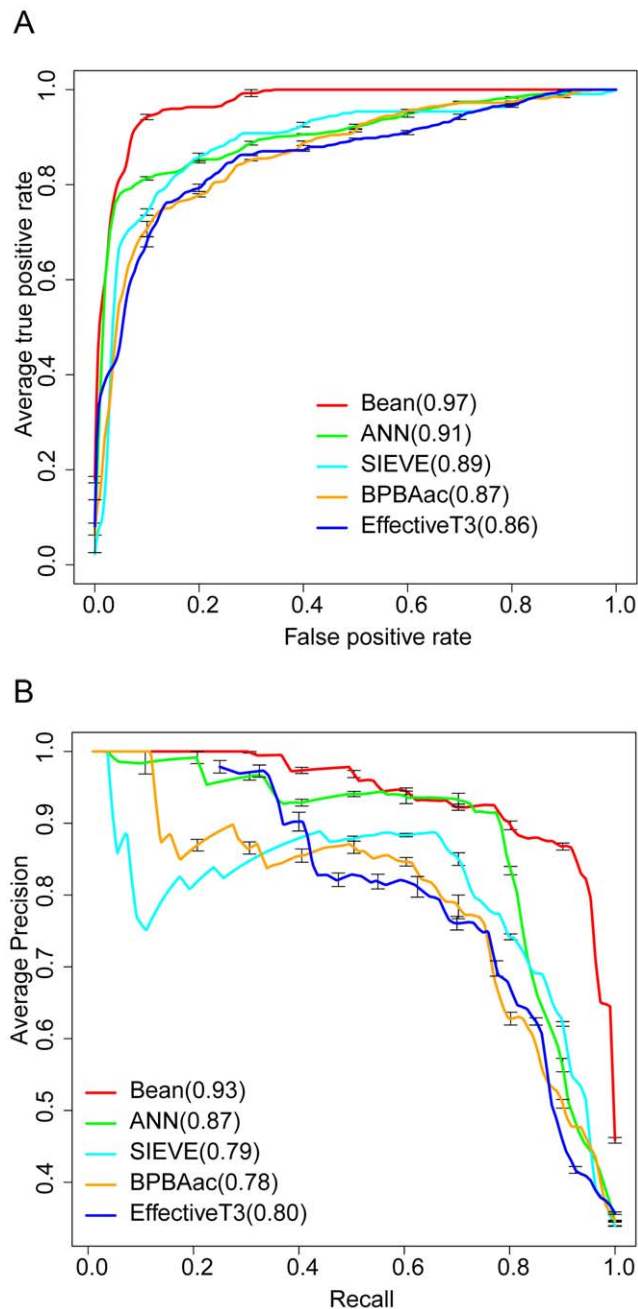 A
Average true positive rate
1.0
0.8
0.6
0.4
0.2
0.0
Bean(0.97)
ANN(0.91)
SIEVE(0.89)
BPBAac(0.87)
EffectiveT3(0.86)
0.0 0.2 0.4 0.6 0.8 1.0
False positive rate
B
Average Precision
1.0
0.9
0.8
0.7
0.6
0.5
0.4
Bean(0.93)
ANN(0.87)
SIEVE(0.79)
BPBAac(0.78)
EffectiveT3(0.80)
0.0 0.2 0.4 0.6 0.8 1.0
Recall